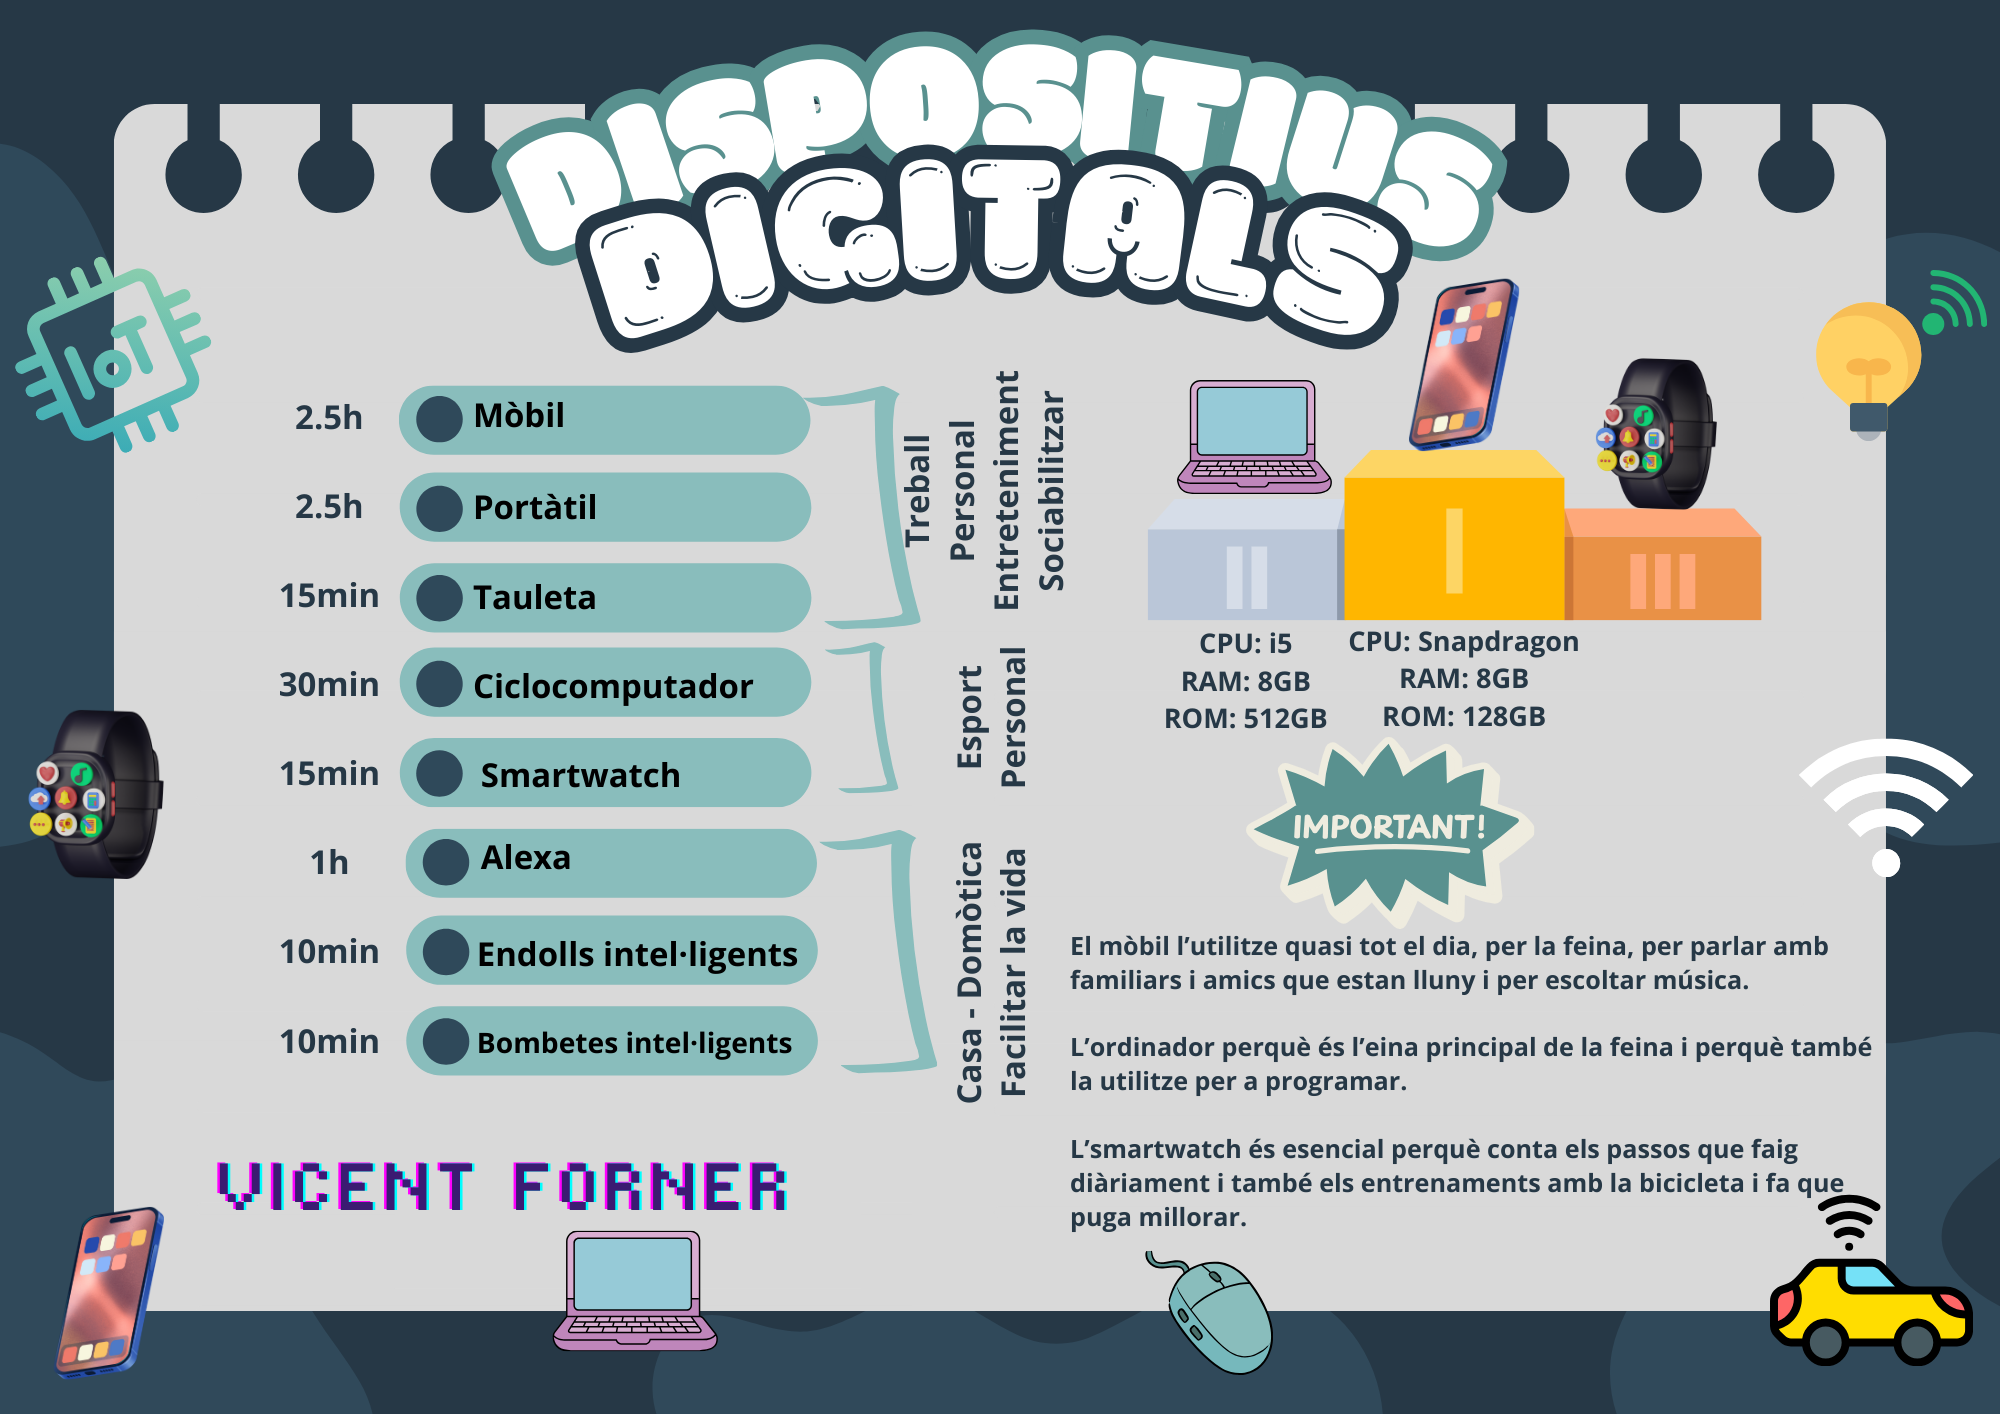 DISPOSITIUS
DIGITALS
IoT
2.5h Mòbil
2.5h Portàtil
15min Tauleta
Treball
Personal
Entreteniment
Sociabilitzar
30min Ciclocomputador
15min Smartwatch
Esport
Personal
1h Alexa
10min Endolls intel·ligents
10min Bombetes intel·ligents
Casa - Domòtica
Facilitar la vida
VICENT FORNER
II
I
III
CPU: i5
RAM: 8GB
ROM: 512GB
CPU: Snapdragon
RAM: 8GB
ROM: 128GB
IMPORTANT!
El mòbil l’utilitze quasi tot el dia, per la feina, per parlar amb
familiars i amics que estan lluny i per escoltar música.
L’ordinador perquè és l’eina principal de la feina i perquè també
la utilitze per a programar.
L’smartwatch és esencial perquè conta els passos que faig
diàriament i també els entrenaments amb la bicicleta i fa que
puga millorar.